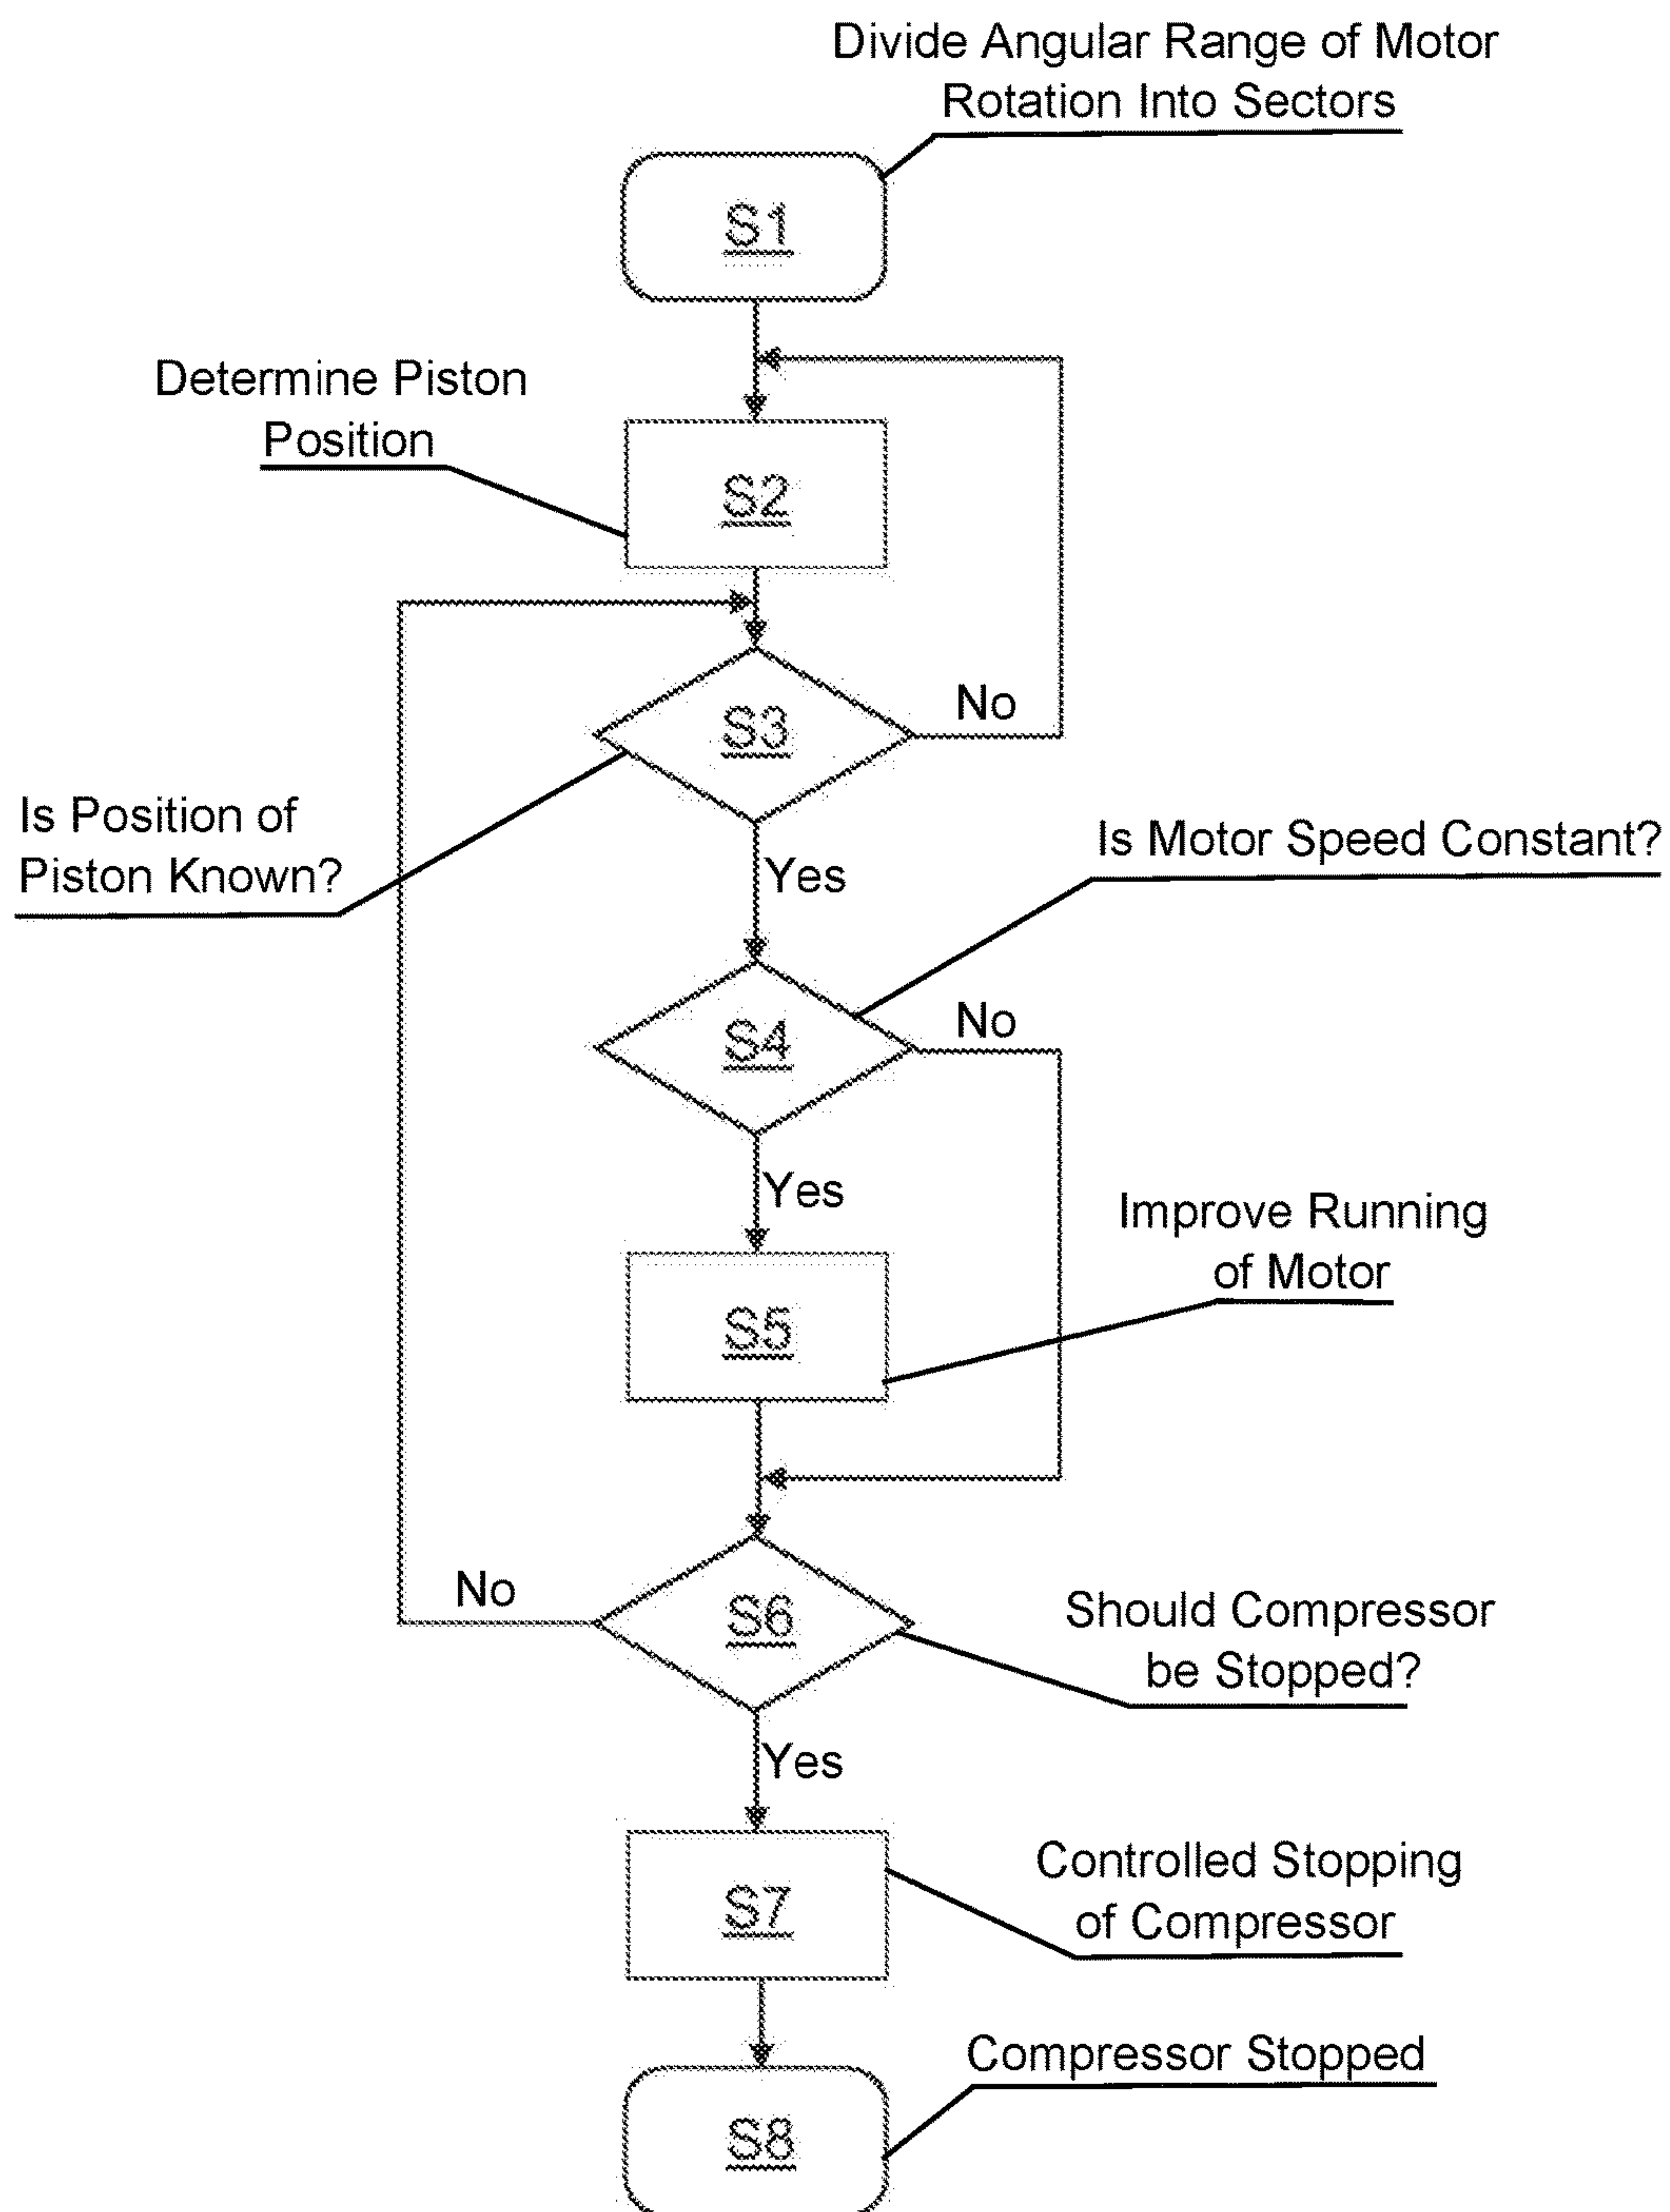 Divide Angular Range of Motor
Rotation Into Sectors
S1
Determine Piston
Position
S2
S3
No
Is Position of
Piston Known?
Yes
Is Motor Speed Constant?
S4
No
Yes
Improve Running
of Motor
S5
No
S6
Should Compressor
be Stopped?
Yes
Controlled Stopping
of Compressor
S7
Compressor Stopped
S8